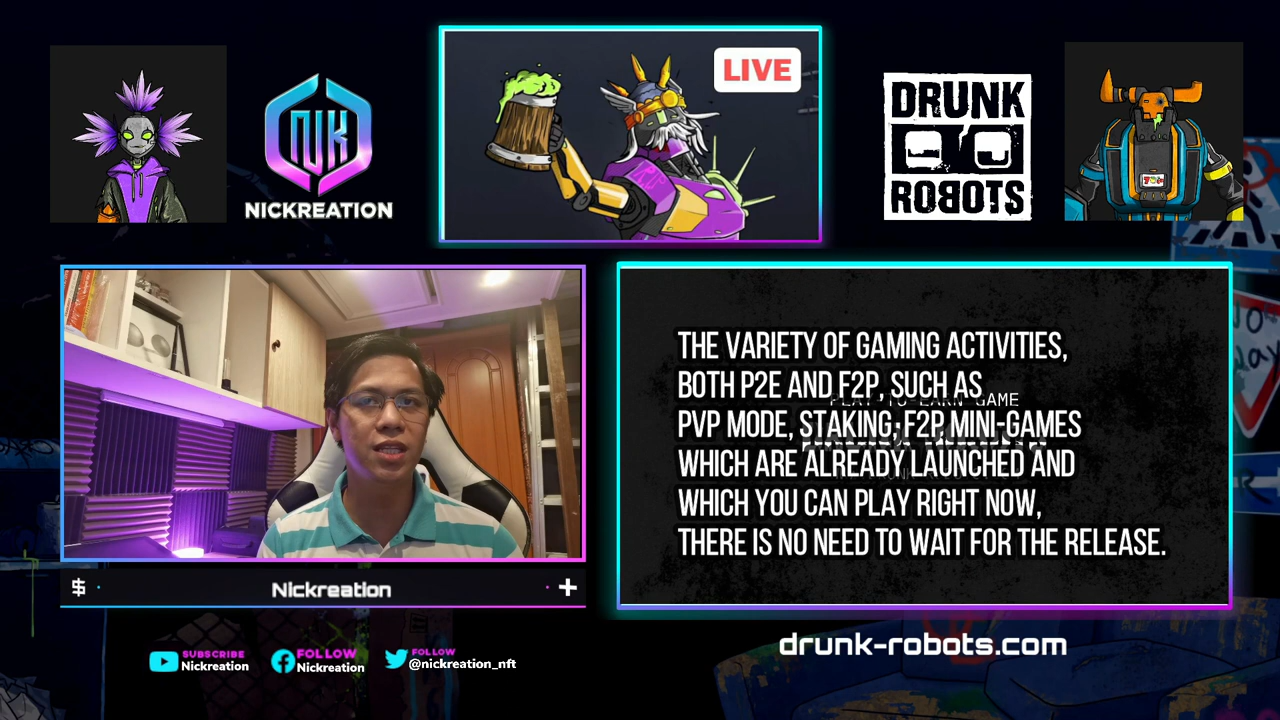 LIVE
NICKREATION
DRUNK
ROBOTS
THE VARIETY OF GAMING ACTIVITIES,
BOTH P2E AND F2P, SUCH AS
PVP MODE, STAKING, F2P MINI-GAMES
WHICH ARE ALREADY LAUNCHED AND
WHICH YOU CAN PLAY RIGHT NOW,
THERE IS NO NEED TO WAIT FOR THE RELEASE.
$ Nickreation +
drunk-robots.com
SUBSCRIBE
Nickreation
FOLLOW
Nickreation
FOLLOW
@nickreation_nft